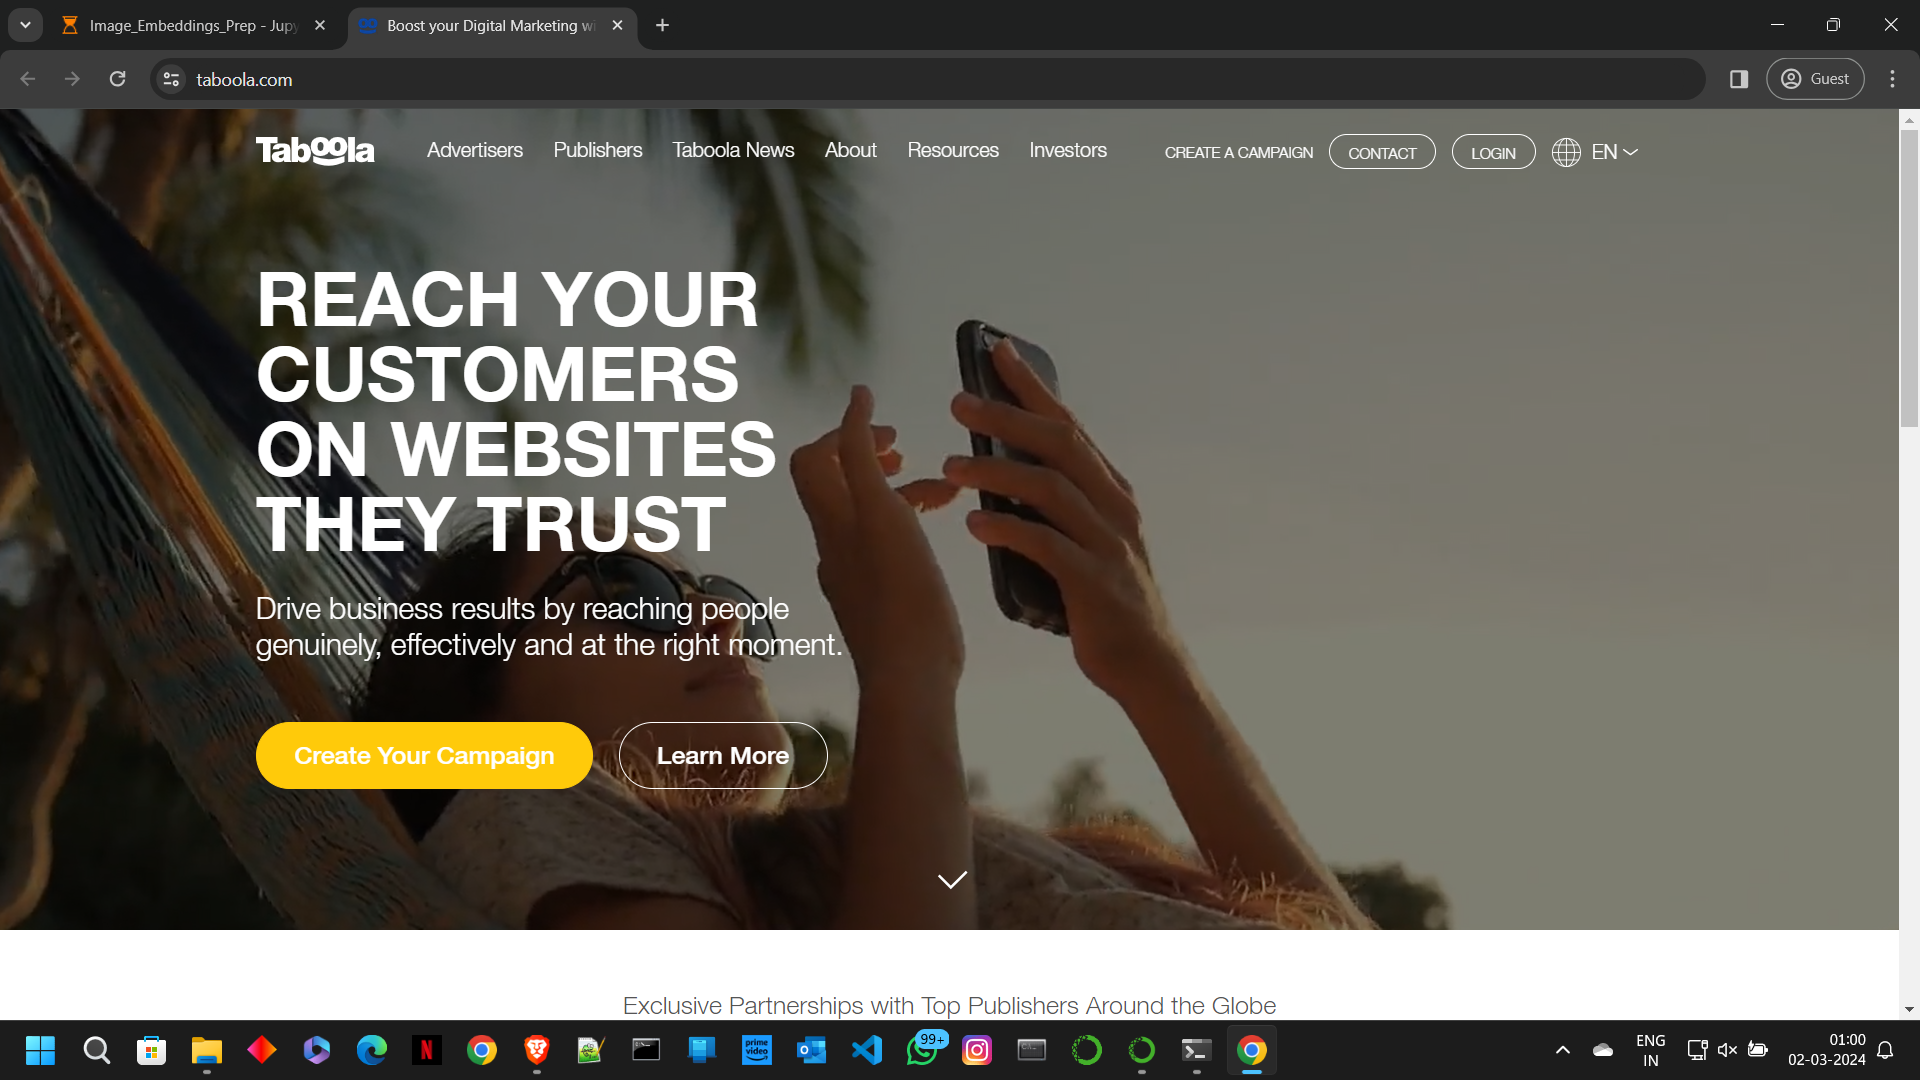 Image_Embeddings_Prep - Jupy
Boost your Digital Marketing wi
taboola.com
Guest
Taboola
Advertisers
Publishers
Taboola News
About
Resources
Investors
CREATE A CAMPAIGN
CONTACT
LOGIN
EN
REACH YOUR
CUSTOMERS
ON WEBSITES
THEY TRUST
Drive business results by reaching people
genuinely, effectively and at the right moment.
Create Your Campaign
Learn More
Exclusive Partnerships with Top Publishers Around the Globe
N
prime video
99+
ENG
IN
01:00
02-03-2024